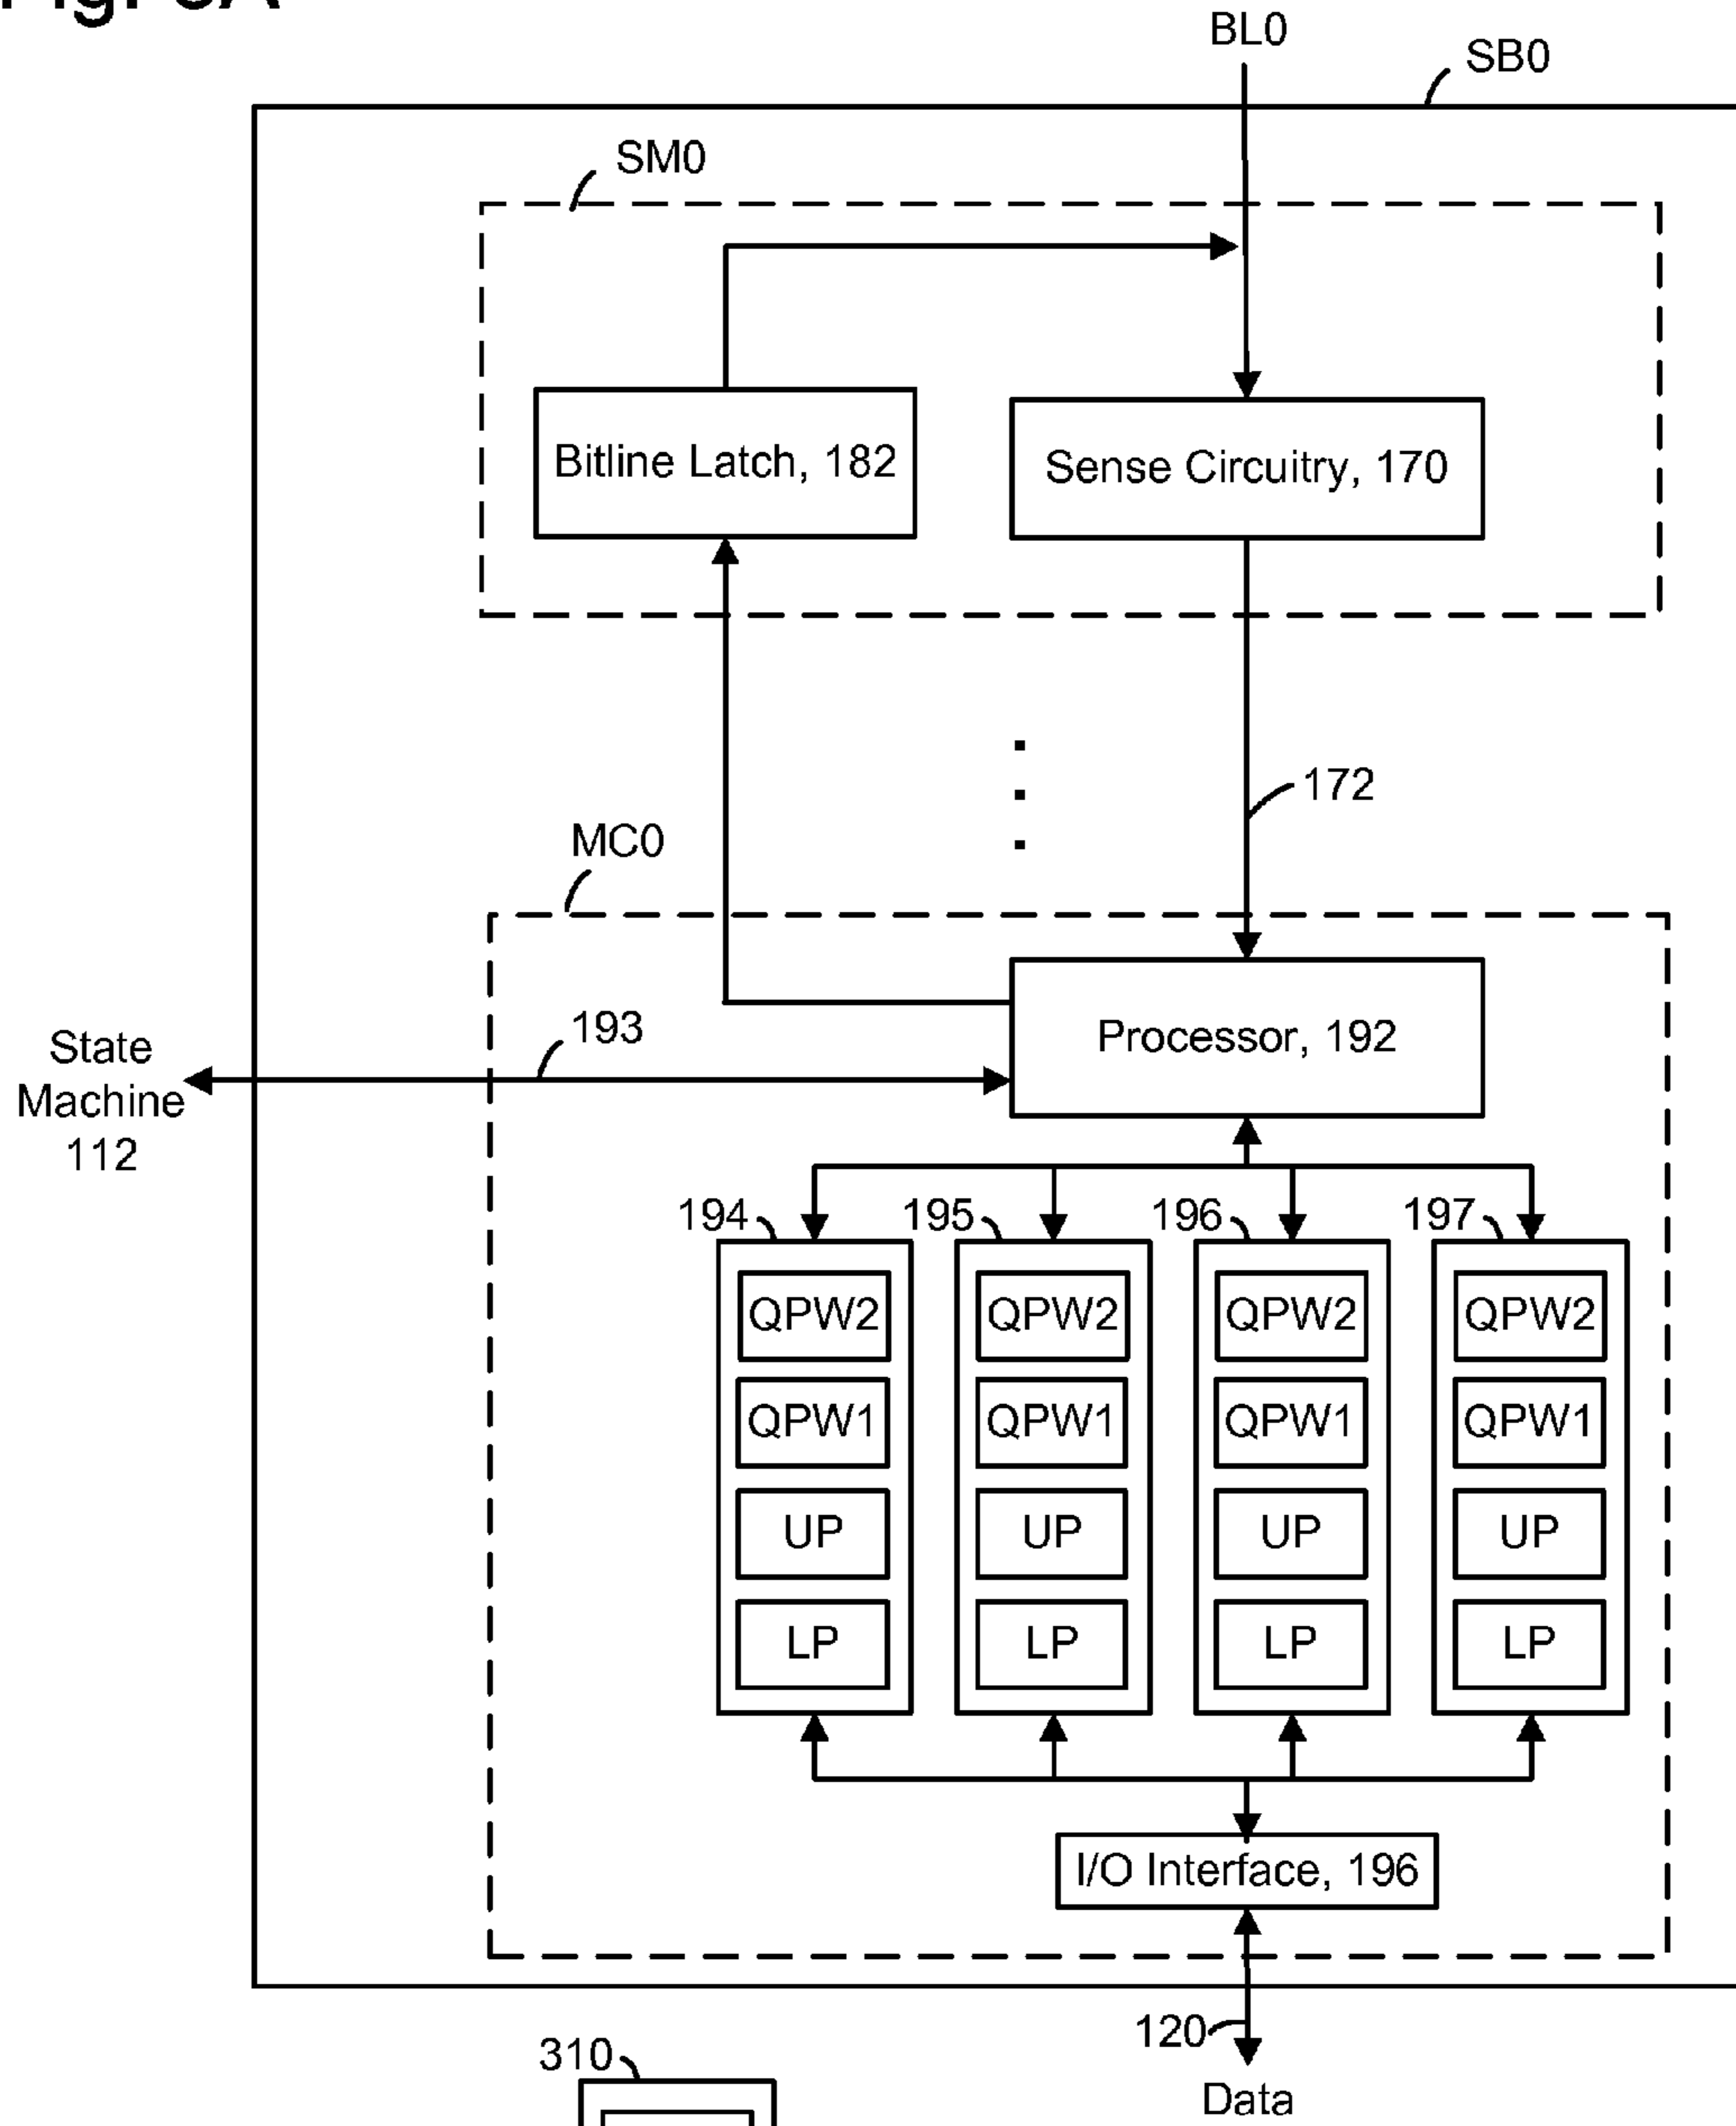 BL0
SB0
SM0
Bitline Latch, 182
Sense Circuitry, 170
172
MC0
193
State
Machine
112
Processor, 192
194
195
196
197
QPW2
QPW2
QPW2
QPW2
QPW1
QPW1
QPW1
QPW1
UP
UP
UP
UP
LP
LP
LP
LP
I/O Interface, 196
120
310
Data